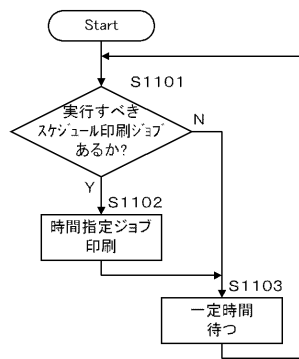 Start
S1101
実行すべき
スケジュール印刷ジョブ
あるか?
N
Y
S1102
時間指定ジョブ
印刷
S1103
一定時間
待つ